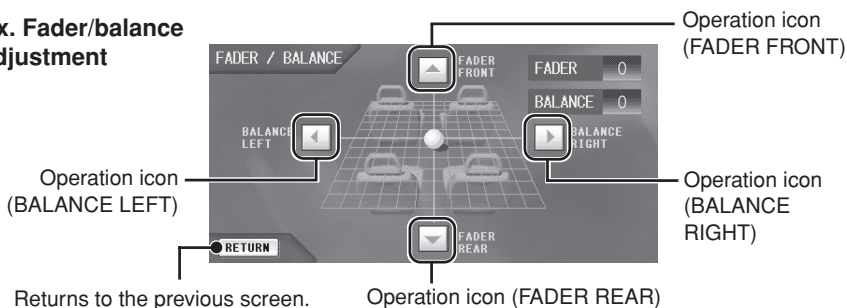 x. Fader/balance
djustment
Operation icon
(FADER FRONT)
FADER / BALANCE
FADER
FRONT
FADER 0
BALANCE 0
BALANCE
LEFT
BALANCE
RIGHT
Operation icon
(BALANCE LEFT)
Operation icon
(BALANCE
RIGHT)
RETURN
FADER
REAR
Returns to the previous screen.
Operation icon (FADER REAR)